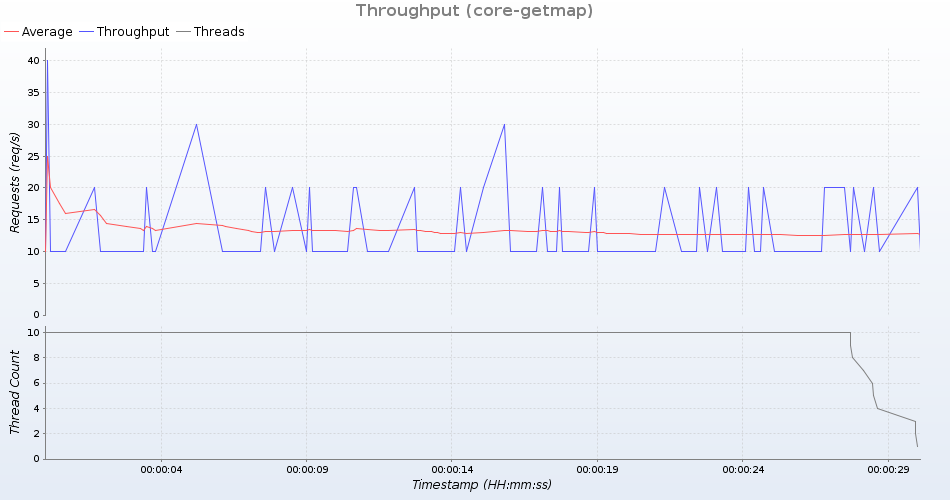 Throughput (core-getmap)
Average Throughput Threads
Requests (req/s)
40
35
30
25
20
15
10
5
0
Thread Count
10
8
6
4
2
0
00:00:04 00:00:09 00:00:14 00:00:19 00:00:24 00:00:29
Timestamp (HH:mm:ss)